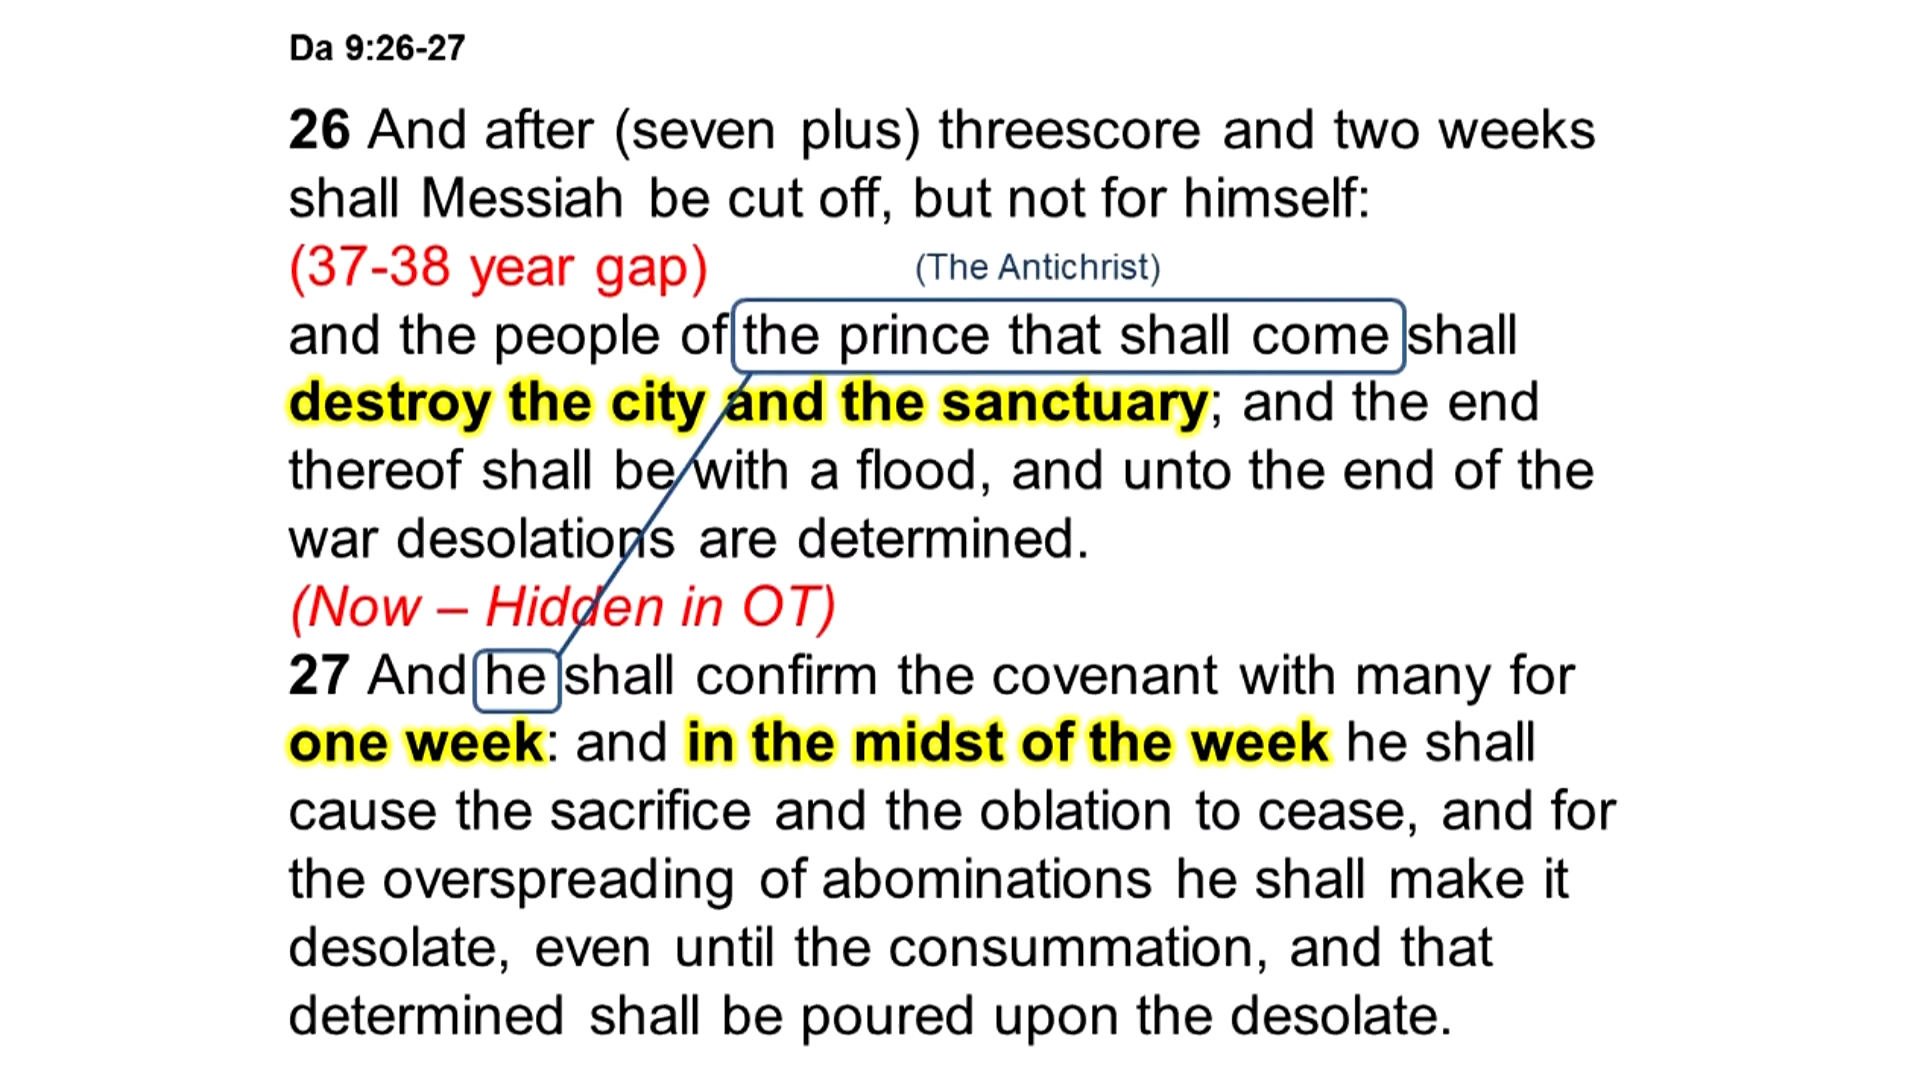 Da 9:26-27
26 And after (seven plus) threescore and two weeks
shall Messiah be cut off, but not for himself:
(37-38 year gap) (The Antichrist)
and the people of the prince that shall come shall
destroy the city and the sanctuary; and the end
thereof shall be with a flood, and unto the end of the
war desolations are determined.
(Now – Hidden in OT)
27 And he shall confirm the covenant with many for
one week: and in the midst of the week he shall
cause the sacrifice and the oblation to cease, and for
the overspreading of abominations he shall make it
desolate, even until the consummation, and that
determined shall be poured upon the desolate.